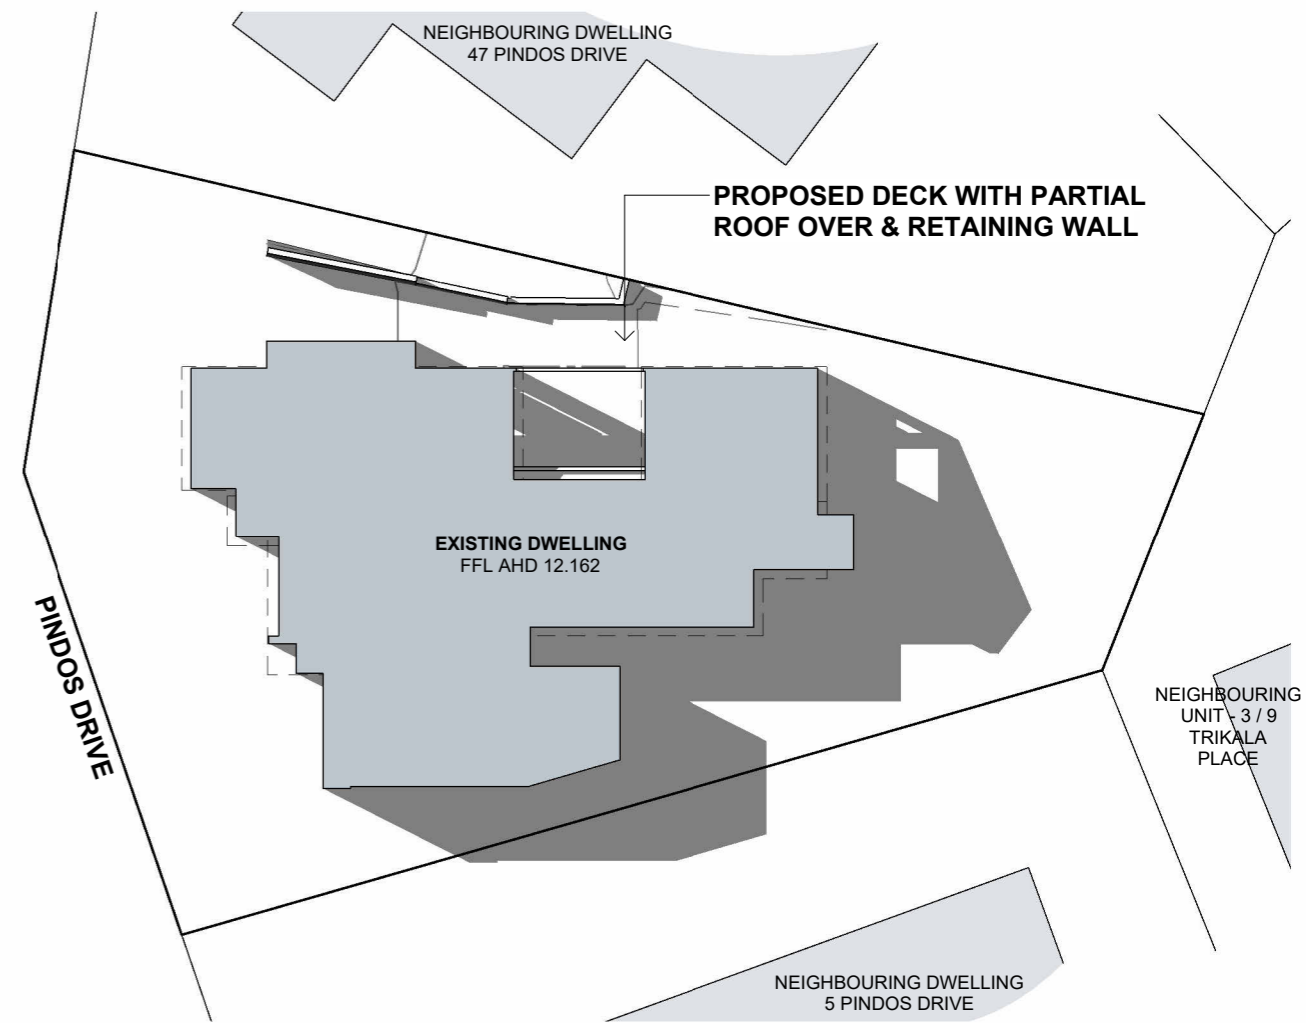 NEIGHBOURING DWELLING
47 PINDOS DRIVE
PROPOSED DECK WITH PARTIAL
ROOF OVER & RETAINING WALL
EXISTING DWELLING
FFL AHD 12.162
PINDOS DRIVE
NEIGHBOURING
UNIT - 3 / 9
TRIKALA
PLACE
NEIGHBOURING DWELLING
5 PINDOS DRIVE